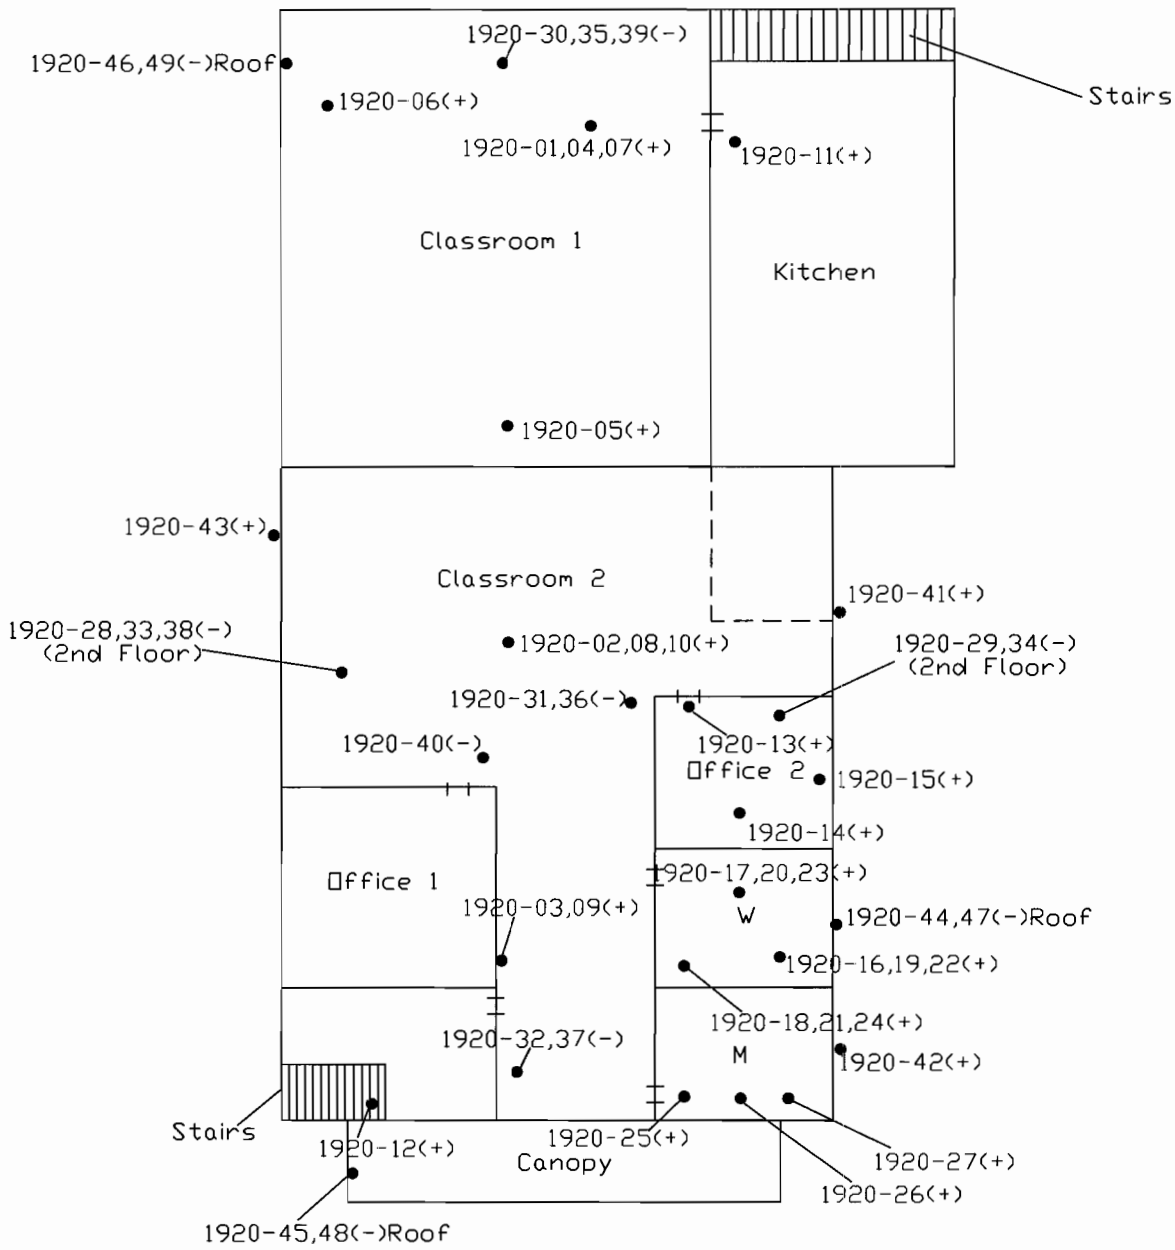 1920-30,35,39(-)
1920-46,49(-)Roof
Stairs
1920-06(+)
1920-01,04,07(+)
1920-11(+)
Classroom 1
Kitchen
1920-05(+)
1920-43(+)
Classroom 2
1920-41(+)
1920-28,33,38(-)
(2nd Floor)
1920-02,08,10(+)
1920-29,34(-)
(2nd Floor)
1920-31,36(-)
1920-40(-)
1920-13(+)
Office 2
1920-15(+)
1920-14(+)
Office 1
1920-17,20,23(+)
W
1920-03,09(+)
1920-44,47(-)Roof
1920-16,19,22(+)
1920-18,21,24(+)
1920-32,37(-)
M
1920-42(+)
Stairs
1920-12(+)
1920-25(+)
Canopy
1920-27(+)
1920-26(+)
1920-45,48(-)Roof